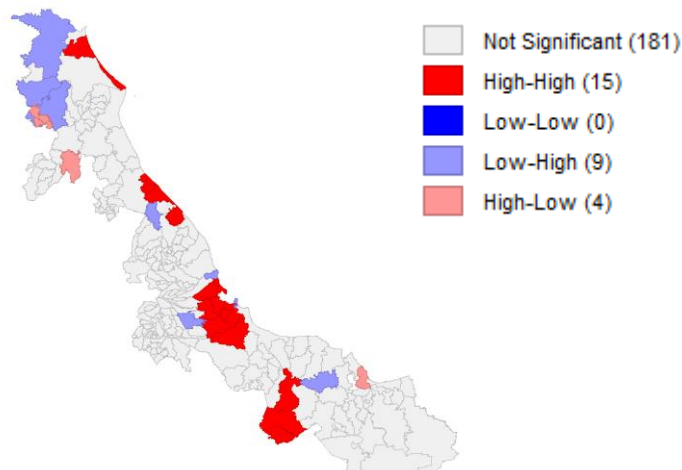 Not Significant (181)
High-High (15)
Low-Low (0)
Low-High (9)
High-Low (4)